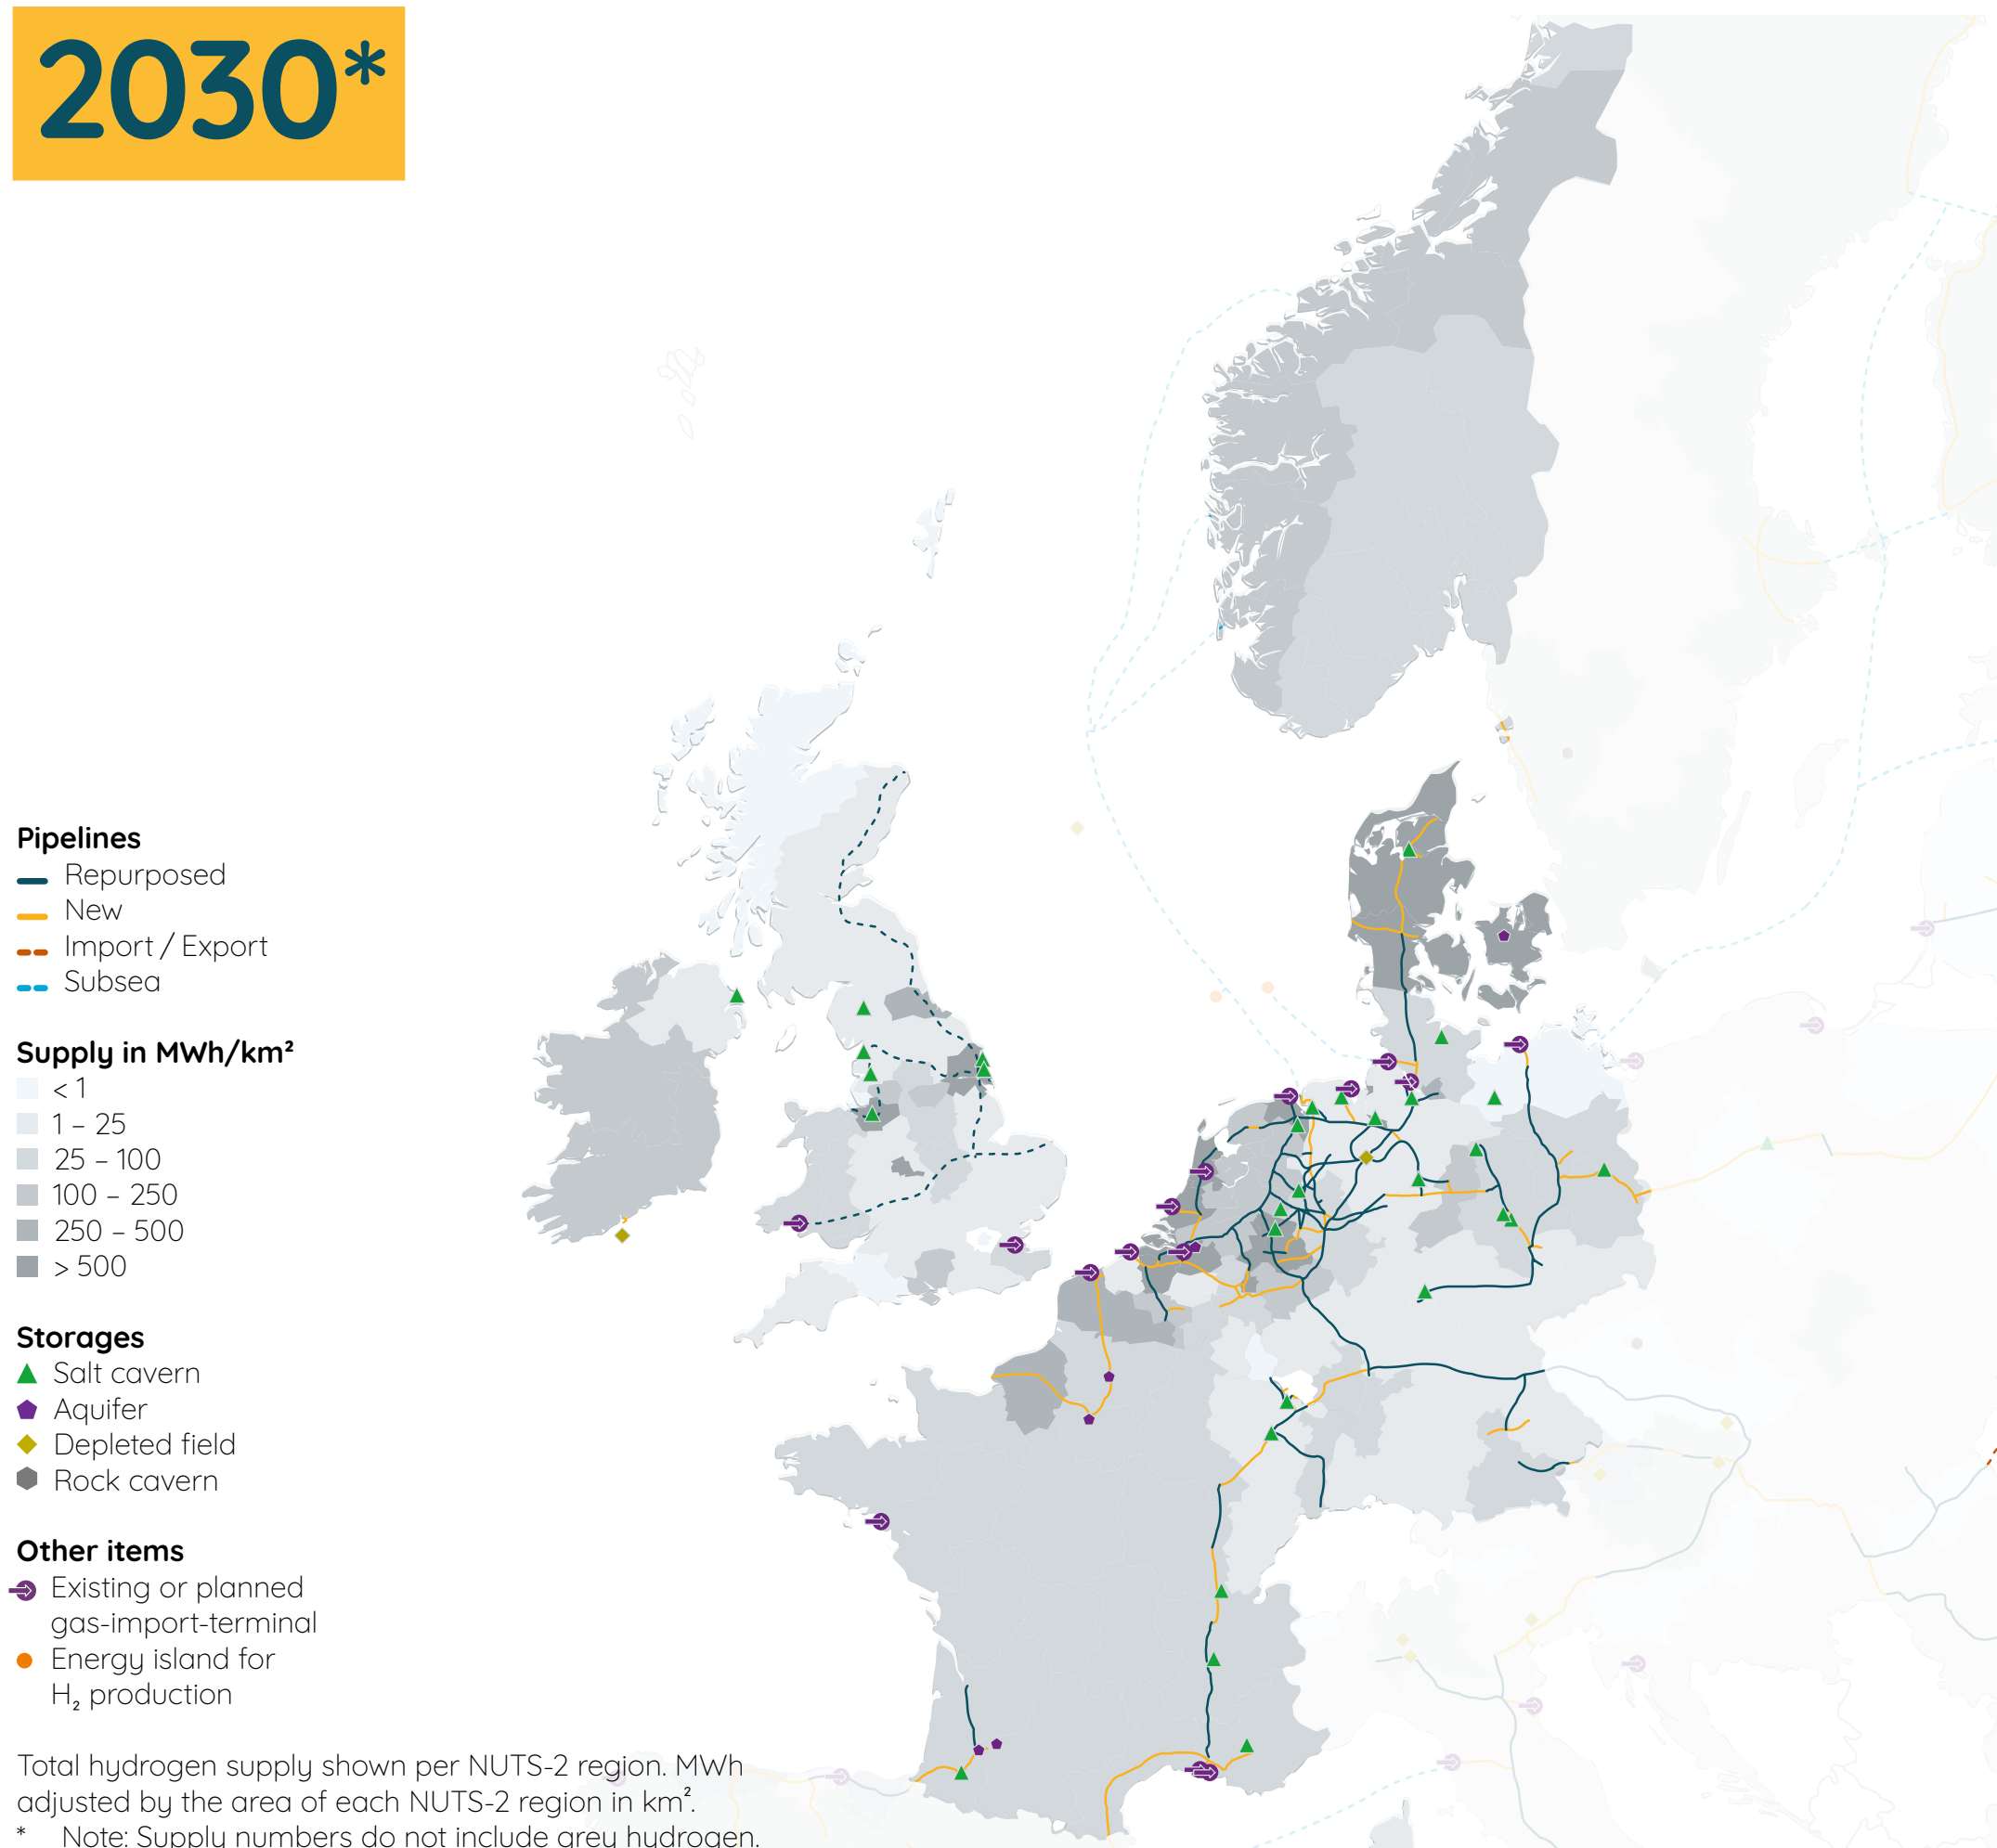 2030*
Pipelines
Repurposed
New
Import / Export
Subsea
Supply in MWh/km²
< 1
1 – 25
25 – 100
100 – 250
250 – 500
> 500
Storages
Salt cavern
Aquifer
Depleted field
Rock cavern
Other items
Existing or planned
gas-import-terminal
Energy island for
H₂ production
Total hydrogen supply shown per NUTS-2 region. MWh
adjusted by the area of each NUTS-2 region in km².
* Note: Supply numbers do not include grey hydrogen.